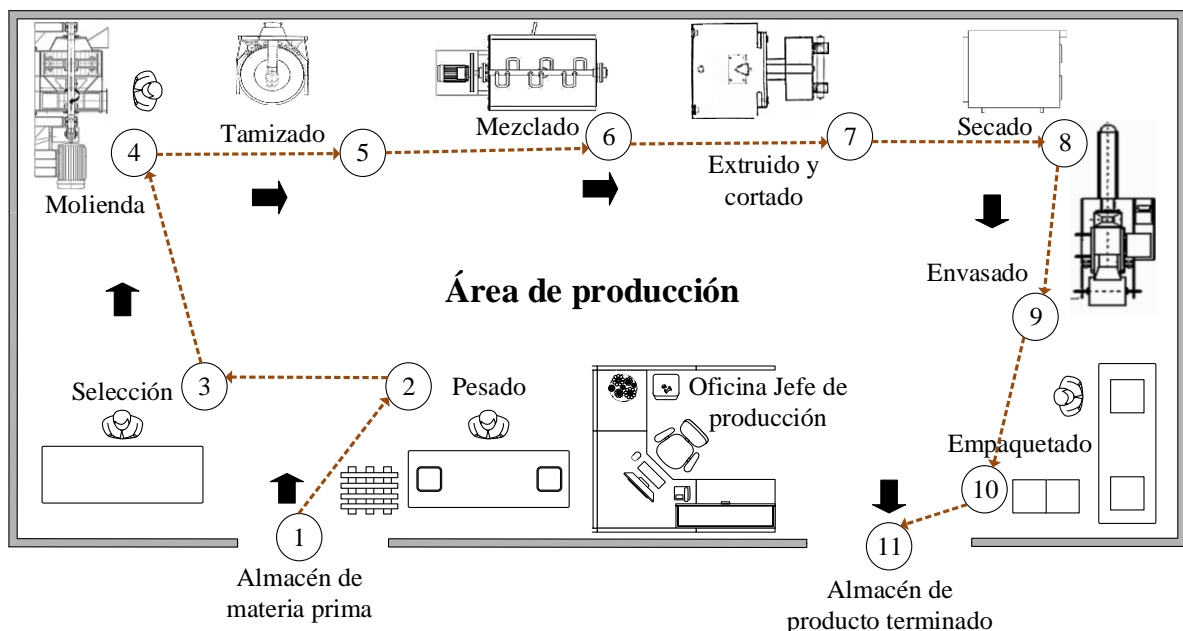 Tamizado
Mezclado
Secado
4
5
6
7
8
Molienda
Extruido y
cortado
Envasado
Área de producción
9
Selección
3
2
Pesado
Oficina Jefe de
producción
Empaquetado
10
1
11
Almacén de
materia prima
Almacén de
producto terminado